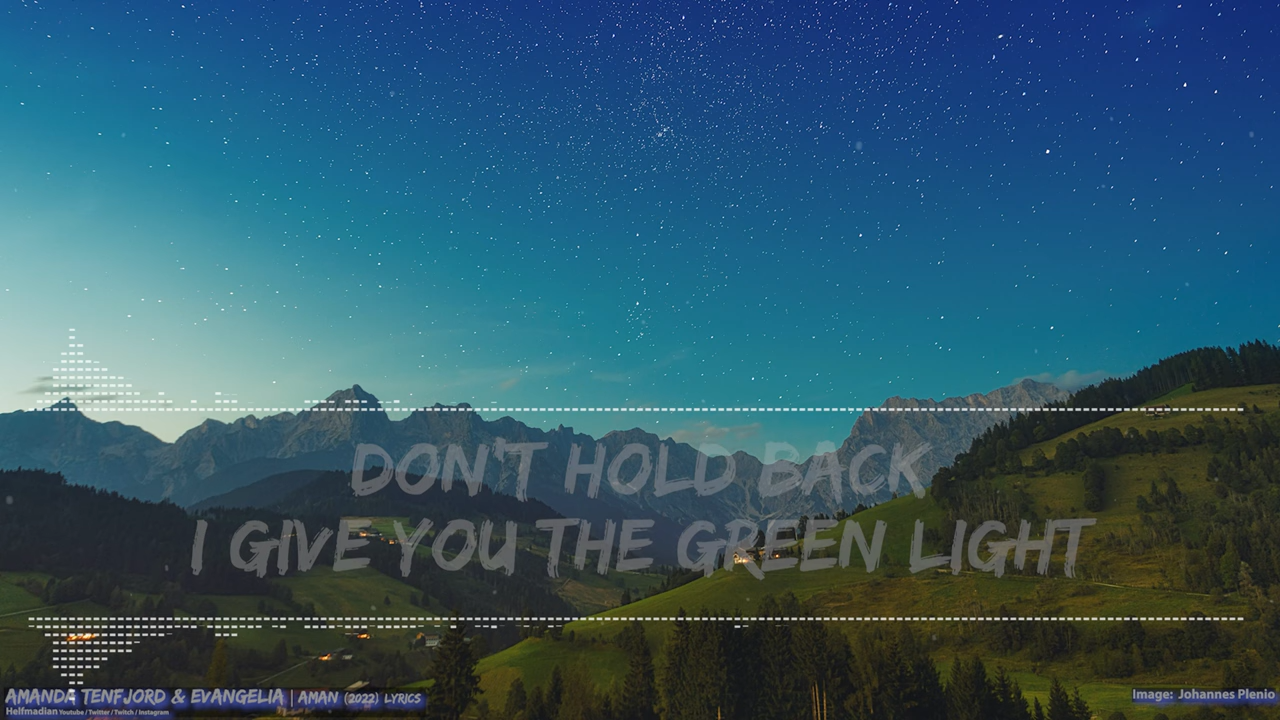 DON'T HOLD BACK
I GIVE YOU THE GREEN LIGHT
AMANDA TENFJORD & EVANGELIA | AMAN (2022) LYRICS
Helfmadian Youtube / Twitter / Twitch / Instagram
Image: Johannes Plenio